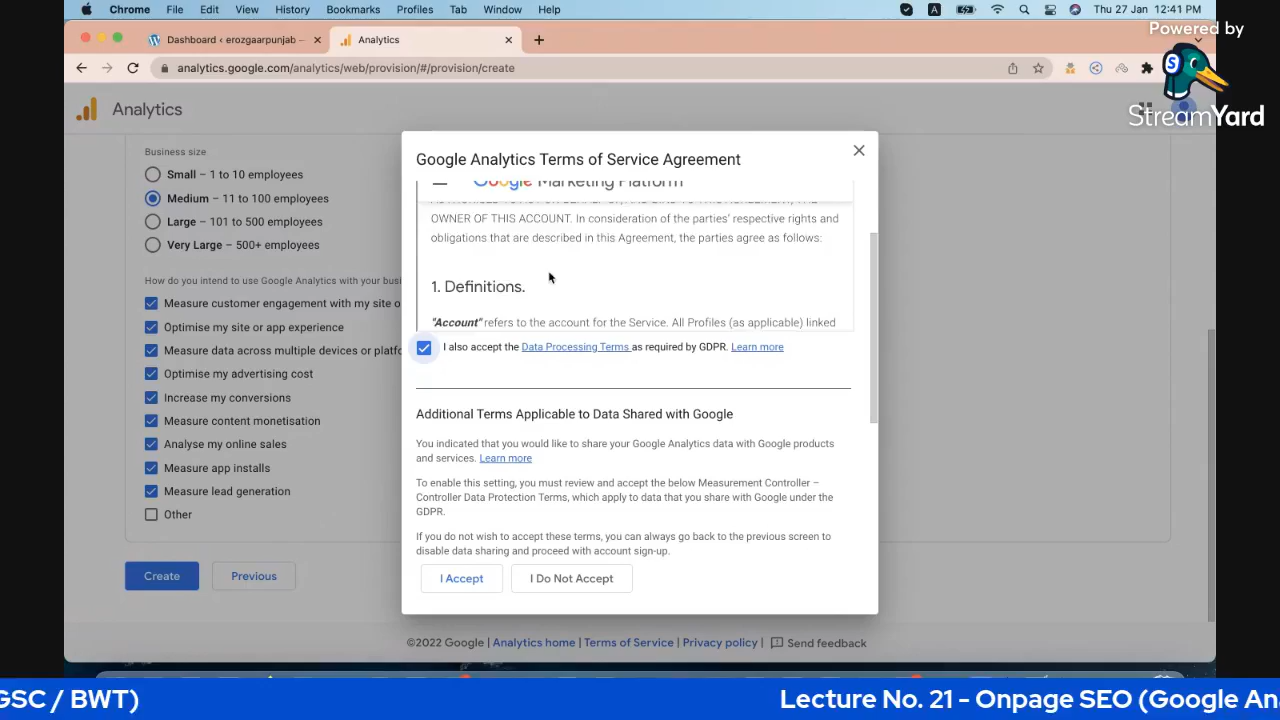 Chrome File Edit View History Bookmarks Profiles Tab Window Help
A
Thu 27 Jan 12:41 PM
Powered by
StreamYard
Dashboard ‹ erozgaarpunjab –
Analytics
analytics.google.com/analytics/web/provision/#/provision/create
Analytics
Business size
Small – 1 to 10 employees
Medium – 11 to 100 employees
Large – 101 to 500 employees
Very Large – 500+ employees
How do you intend to use Google Analytics with your busi
Measure customer engagement with my site o
Optimise my site or app experience
Measure data across multiple devices or platfo
Optimise my advertising cost
Increase my conversions
Measure content monetisation
Analyse my online sales
Measure app installs
Measure lead generation
Other
Create Previous
Google Analytics Terms of Service Agreement
Google Marketing Platform
OWNER OF THIS ACCOUNT. In consideration of the parties' respective rights and
obligations that are described in this Agreement, the parties agree as follows:
1. Definitions.
"Account" refers to the account for the Service. All Profiles (as applicable) linked
I also accept the Data Processing Terms as required by GDPR. Learn more
Additional Terms Applicable to Data Shared with Google
You indicated that you would like to share your Google Analytics data with Google products
and services. Learn more
To enable this setting, you must review and accept the below Measurement Controller –
Controller Data Protection Terms, which apply to data that you share with Google under the
GDPR.
If you do not wish to accept these terms, you can always go back to the previous screen to
disable data sharing and proceed with account sign-up.
I Accept I Do Not Accept
©2022 Google | Analytics home | Terms of Service | Privacy policy | Send feedback
GSC / BWT) Lecture No. 21 - Onpage SEO (Google An